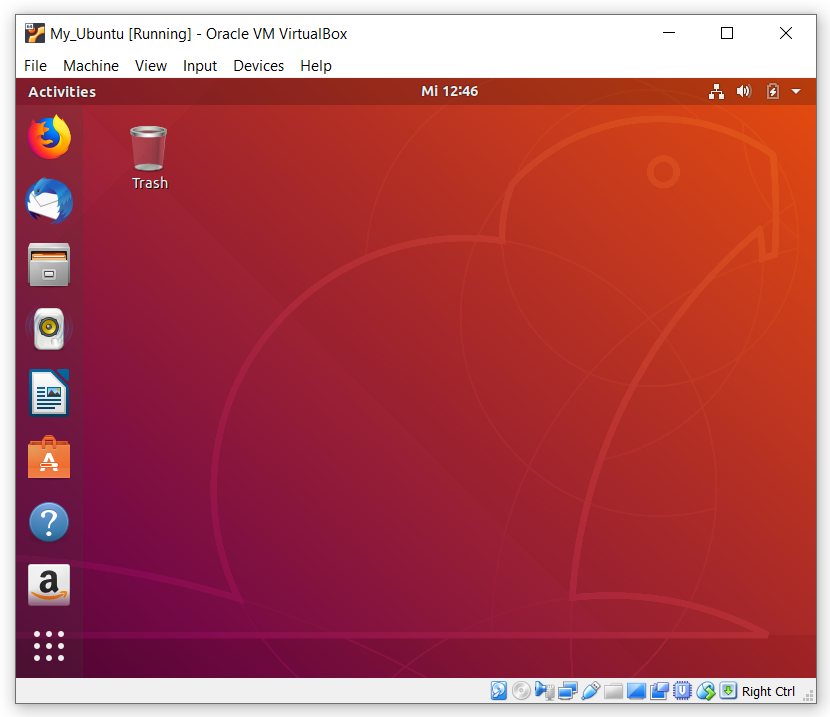 My_Ubuntu [Running] - Oracle VM VirtualBox
File Machine View Input Devices Help
Activities Mi 12:46
Trash
Right Ctrl